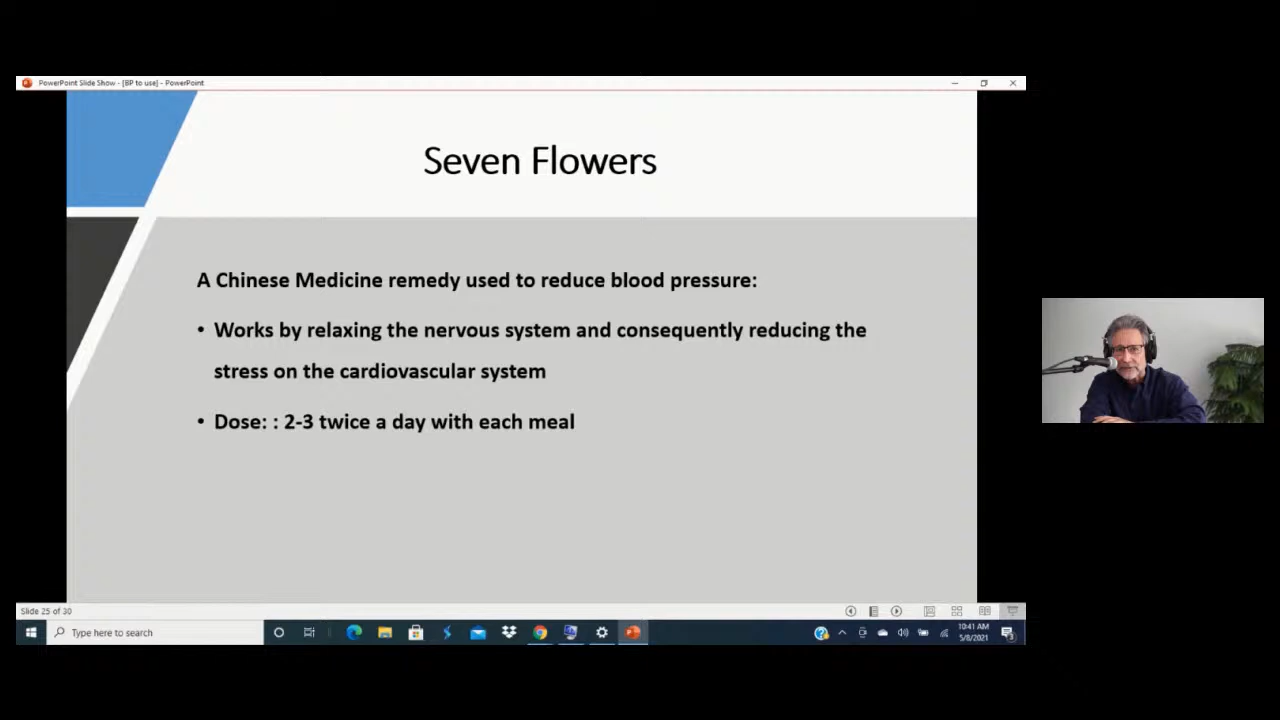 PowerPoint Slide Show - [BP to use] - PowerPoint
Seven Flowers
A Chinese Medicine remedy used to reduce blood pressure:
• Works by relaxing the nervous system and consequently reducing the
stress on the cardiovascular system
• Dose: : 2-3 twice a day with each meal
Slide 25 of 30
Type here to search
10:41 AM
5/8/2021